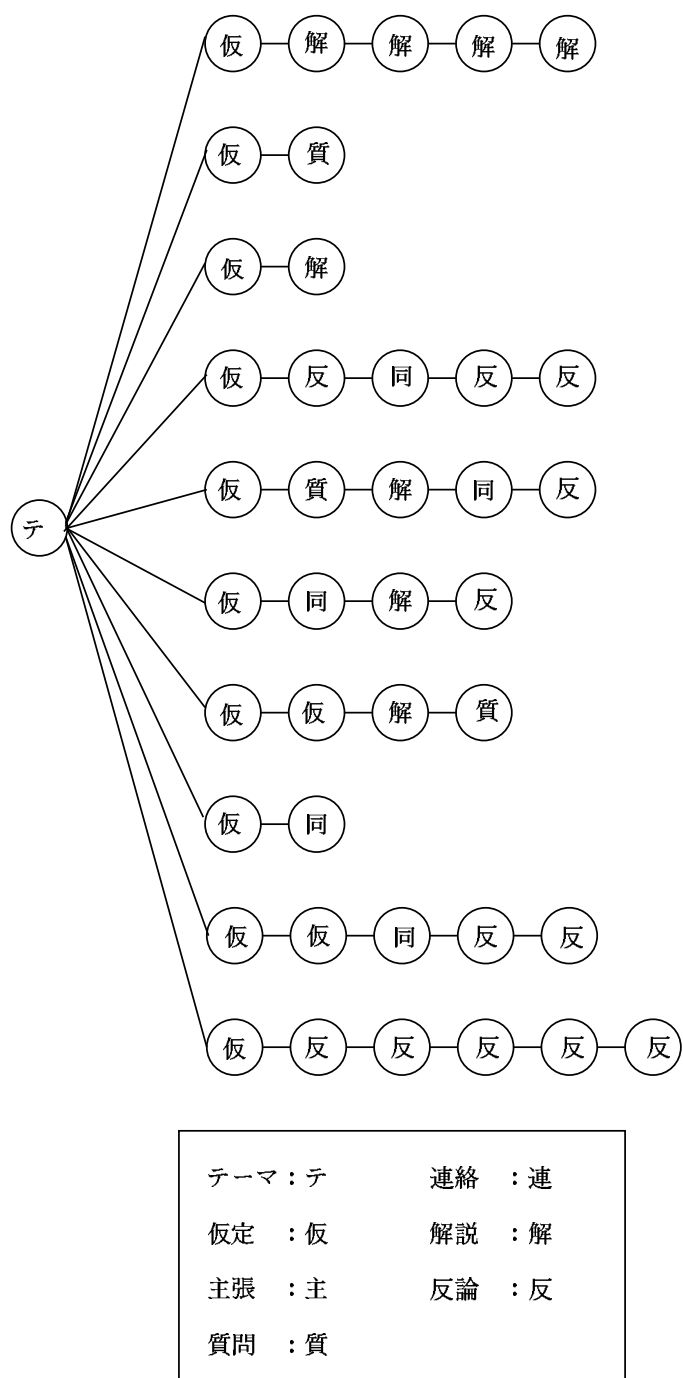 仮 解 解 解 解
仮 質
仮 解
仮 反 同 反 反
仮 質 解 同 反
テ
仮 同 解 反
仮 仮 解 質
仮 同
仮 仮 同 反 反
仮 反 反 反 反 反
テーマ：テ 連絡 ：連
仮定 ：仮 解説 ：解
主張 ：主 反論 ：反
質問 ：質